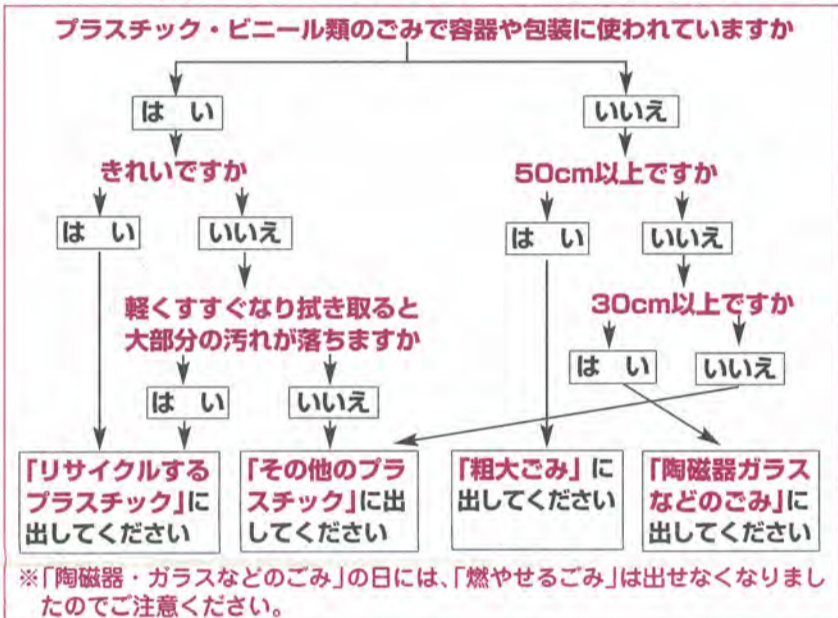 プラスチック・ビニール類のごみで容器や包装に使われていますか
は い
いいえ
きれいですか
50cm以上ですか
は い
いいえ
は い
いいえ
軽くすすぐなり拭き取ると
大部分の汚れが落ちますか
30cm以上ですか
は い
いいえ
は い
いいえ
「リサイクルする
プラスチック」に
出してください
「その他のプラ
スチック」に出
してください
「粗大ごみ」に
出してください
「陶磁器ガラス
などのごみ」に
出してください
※「陶磁器・ガラスなどのごみ」の日には、「燃やせるごみ」は出せなくなりまし
たのでご注意ください。